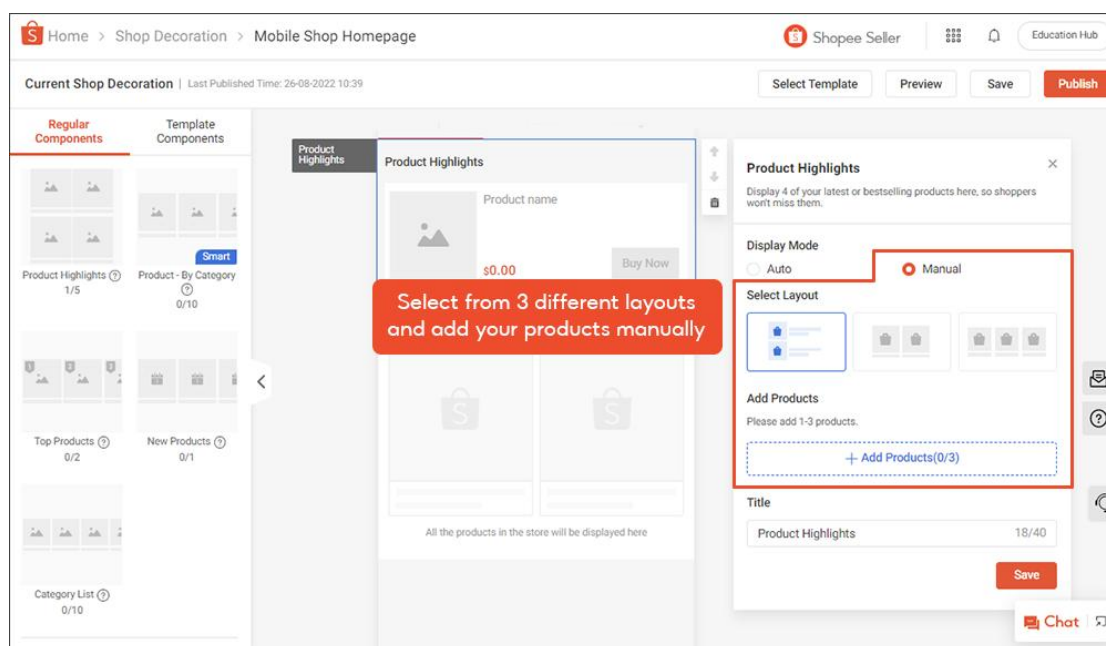 Home > Shop Decoration > Mobile Shop Homepage
Shopee Seller
Education Hub
Current Shop Decoration | Last Published Time: 26-08-2022 10:39
Select Template
Preview
Save
Publish
Regular
Components
Template
Components
Product Highlights
1/5
Smart
Product - By Category
0/10
Top Products
0/2
New Products
0/1
Category List
0/10
Product
Highlights
Product Highlights
Product name
$0.00
Buy Now
Select from 3 different layouts
and add your products manually
All the products in the store will be displayed here
Product Highlights
Display 4 of your latest or bestselling products here, so shoppers
won't miss them.
Display Mode
Auto
Manual
Select Layout
Add Products
Please add 1-3 products.
+ Add Products(0/3)
Title
Product Highlights 18/40
Save
Chat